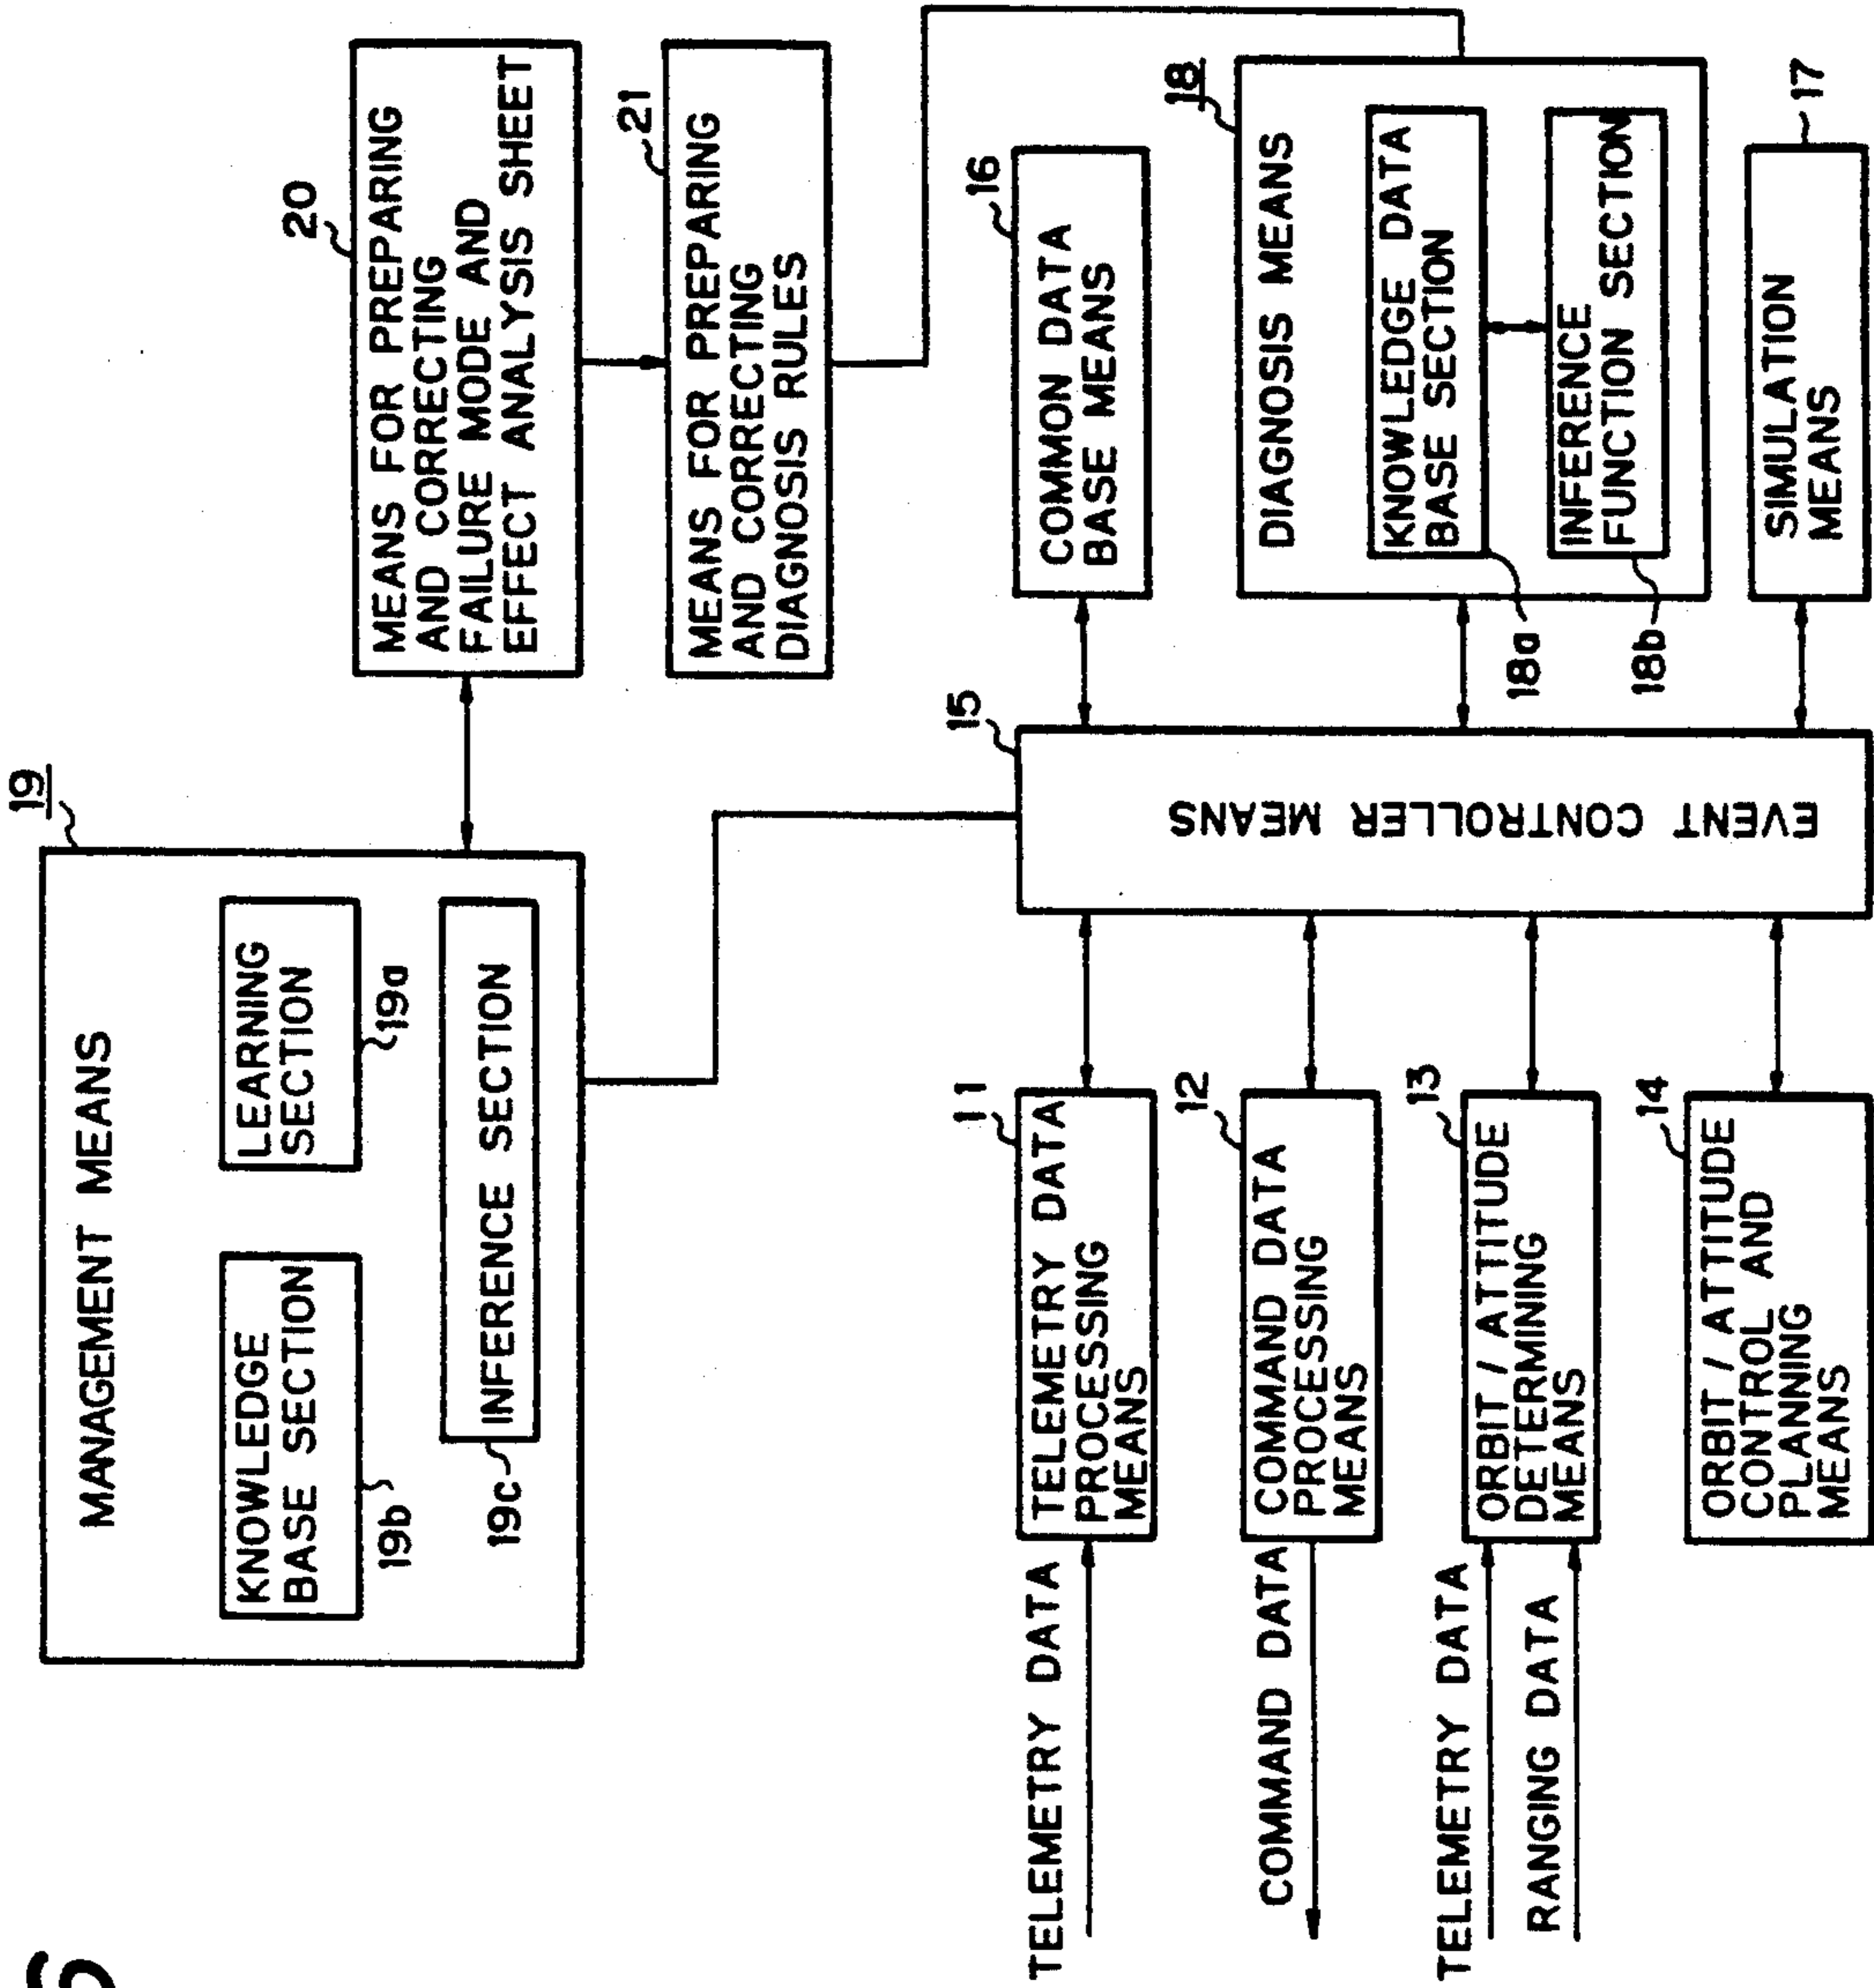 19
MANAGEMENT MEANS
KNOWLEDGE
BASE SECTION
19b
LEARNING
SECTION
19a
INFERENCE SECTION
19c
20
MEANS FOR PREPARING
AND CORRECTING
FAILURE MODE AND
EFFECT ANALYSIS SHEET
21
MEANS FOR PREPARING
AND CORRECTING
DIAGNOSIS RULES
TELEMETRY DATA
11
TELEMETRY DATA
PROCESSING
MEANS
COMMAND DATA
12
COMMAND DATA
PROCESSING
MEANS
TELEMETRY DATA
RANGING DATA
13
ORBIT / ATTITUDE
DETERMINING
MEANS
14
ORBIT / ATTITUDE
CONTROL AND
PLANNING
MEANS
15
EVENT CONTROLLER MEANS
16
COMMON DATA
BASE MEANS
18
DIAGNOSIS MEANS
KNOWLEDGE DATA
BASE SECTION
18a
INFERENCE
FUNCTION SECTION
18b
17
SIMULATION
MEANS